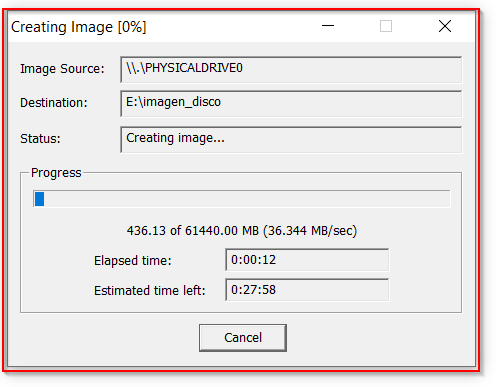 Creating Image [0%]
Image Source: \\.\PHYSICALDRIVE0
Destination: E:\imagen_disco
Status: Creating image...
Progress
436.13 of 61440.00 MB (36.344 MB/sec)
Elapsed time: 0:00:12
Estimated time left: 0:27:58
Cancel